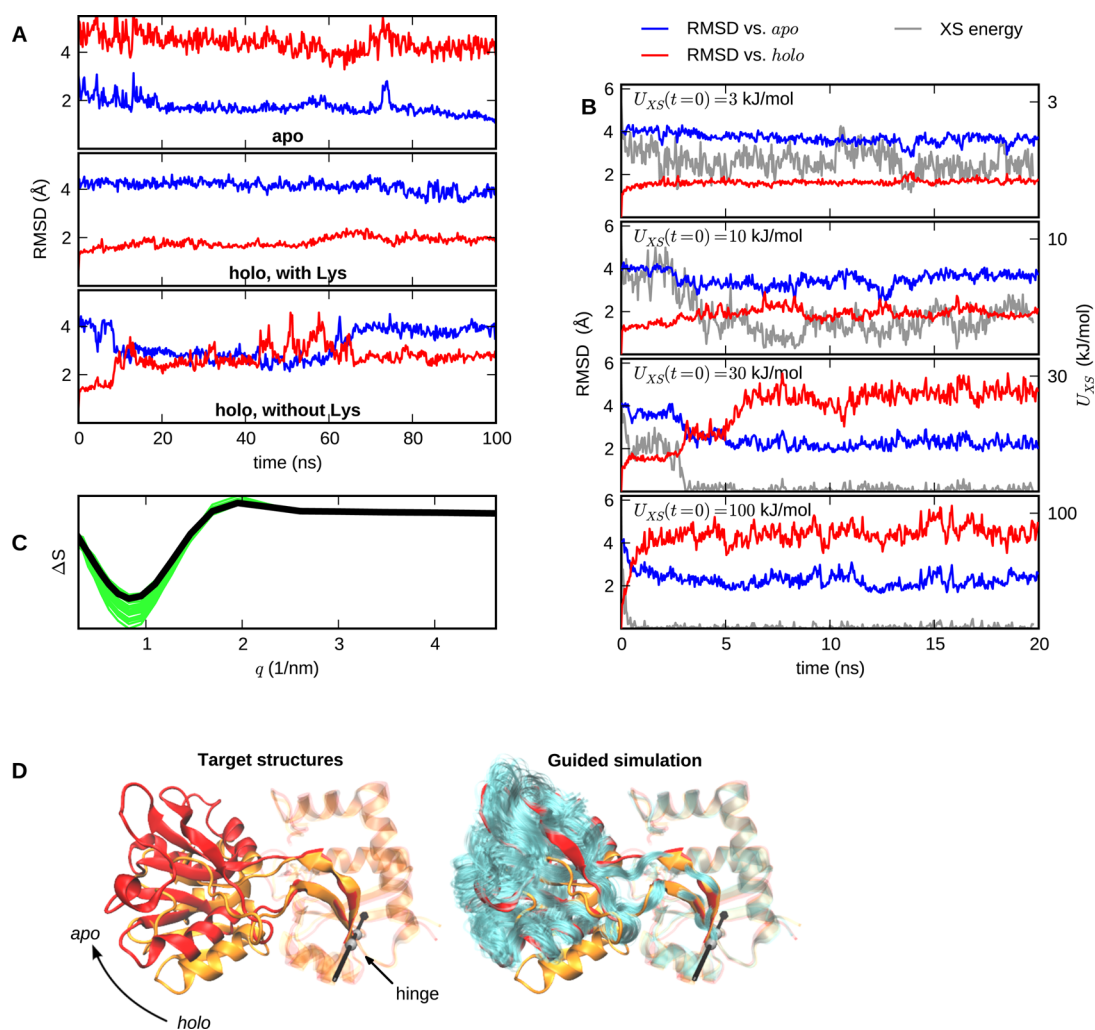 A
4
2
apo
4
2
holo, with Lys
4
2
holo, without Lys
RMSD (Å)
0 20 40 60 80 100
time (ns)
RMSD vs. apo
RMSD vs. holo
XS energy
B
6
4
2
U_XS(t=0)=3 kJ/mol
3
6
4
2
U_XS(t=0)=10 kJ/mol
10
6
4
2
U_XS(t=0)=30 kJ/mol
30
6
4
2
U_XS(t=0)=100 kJ/mol
100
RMSD (Å)
U_XS (kJ/mol)
0 5 10 15 20
time (ns)
C
ΔS
1 2 3 4
q (1/nm)
D
Target structures
Guided simulation
apo
holo
hinge